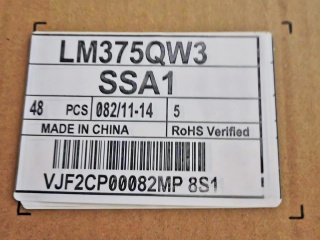 LM375QW3
SSA1
48 PCS 082/11-14 5
MADE IN CHINA RoHS Verified
VJF2CP00082MP 8S1